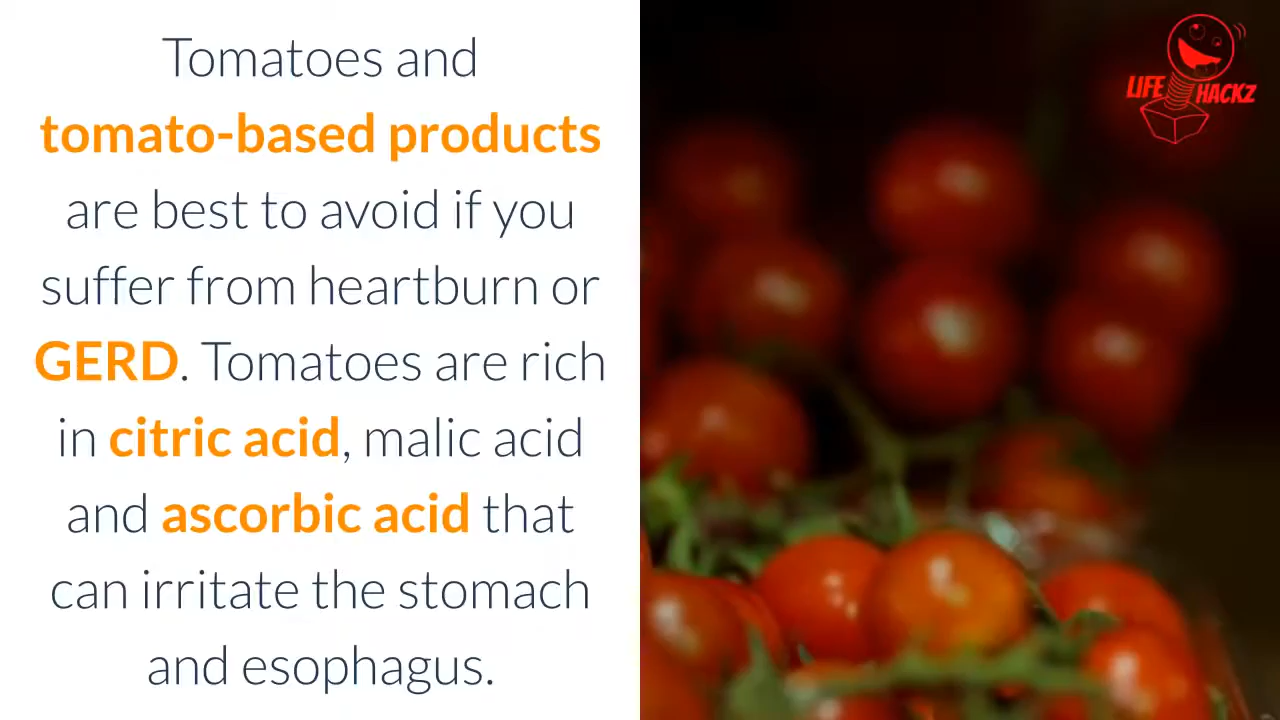 Tomatoes and
tomato-based products
are best to avoid if you
suffer from heartburn or
GERD. Tomatoes are rich
in citric acid, malic acid
and ascorbic acid that
can irritate the stomach
and esophagus.
LIFE HACKZ